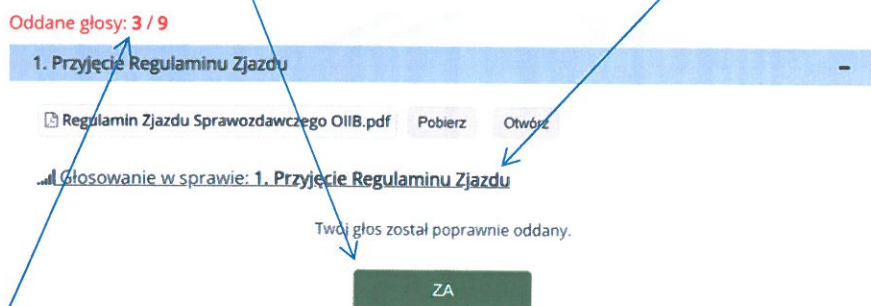 Oddane głosy: 3 / 9
1. Przyjęcie Regulaminu Zjazdu
Regulamin Zjazdu Sprawozdawczego OIIB.pdf Pobierz Otwórz
Głosowanie w sprawie: 1. Przyjęcie Regulaminu Zjazdu
Twój głos został poprawnie oddany.
ZA